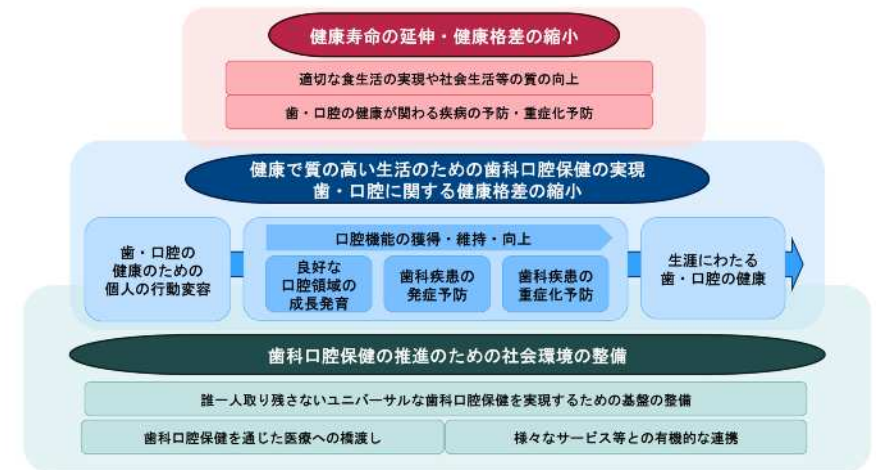 健康寿命の延伸・健康格差の縮小
適切な食生活の実現や社会生活等の質の向上
歯・口腔の健康が関わる疾病の予防・重症化予防
健康で質の高い生活のための歯科口腔保健の実現
歯・口腔に関する健康格差の縮小
歯・口腔の
健康のための
個人の行動変容
口腔機能の獲得・維持・向上
良好な
口腔領域の
成長発育
歯科疾患の
発症予防
歯科疾患の
重症化予防
生涯にわたる
歯・口腔の健康
歯科口腔保健の推進のための社会環境の整備
誰一人取り残さないユニバーサルな歯科口腔保健を実現するための基盤の整備
歯科口腔保健を通じた医療への橋渡し
様々なサービス等との有機的な連携